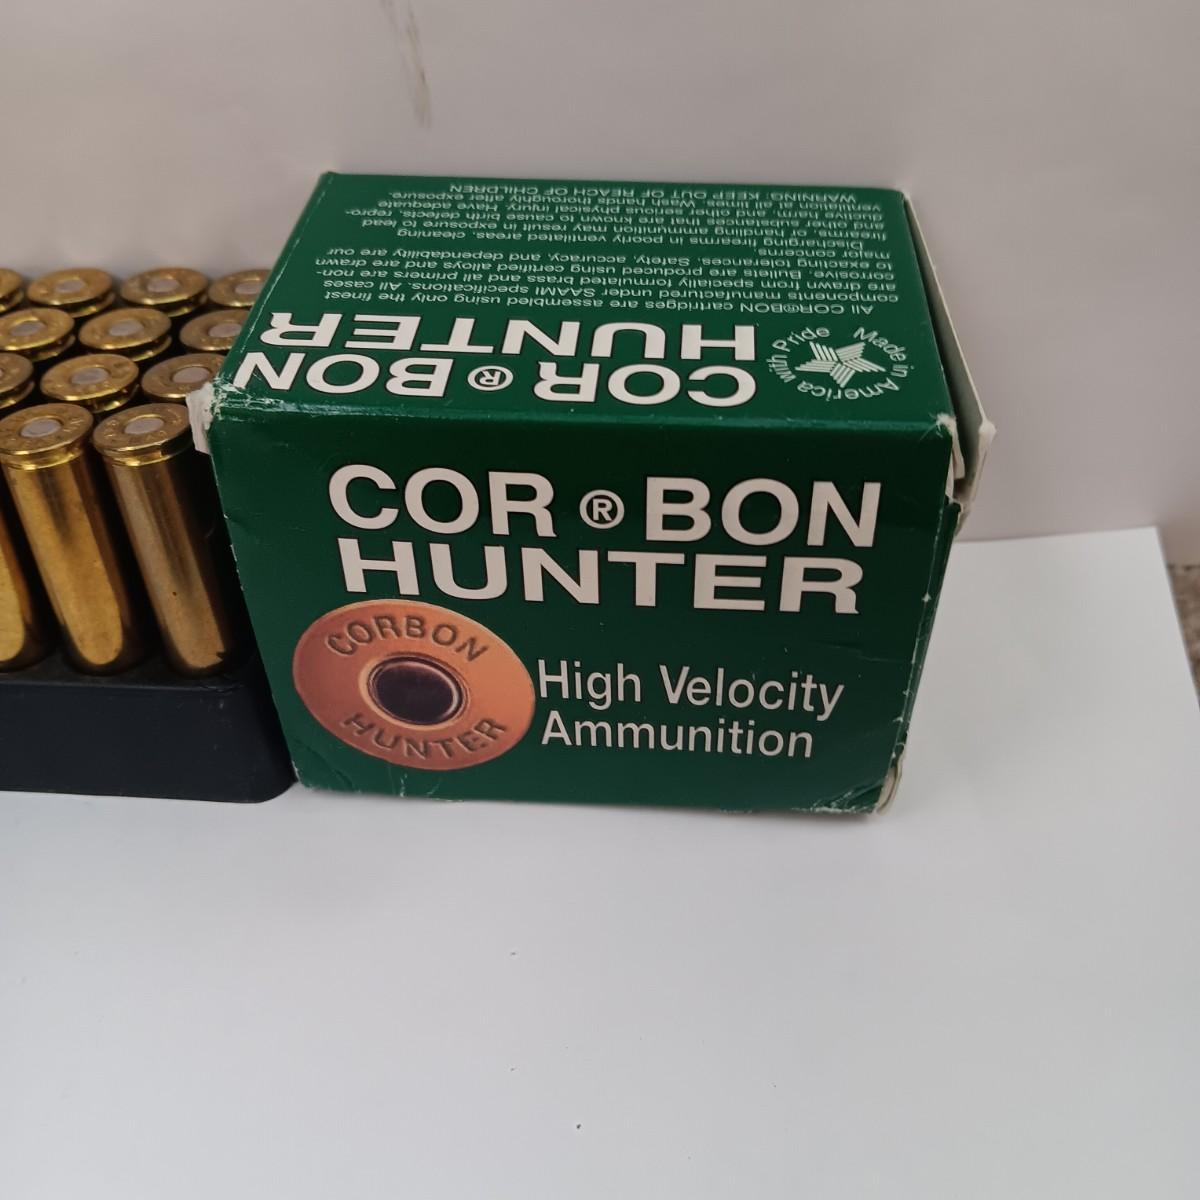 COR®BON
HUNTER
CORBON
HUNTER
High Velocity
Ammunition
COR®BON
HUNTER
Made in America with Pride
All COR®BON cartridges are assembled using only the finest
components manufactured under SAAMI specifications. All cases
are drawn from specially formulated brass and all primers are non-
corrosive. Bullets are produced using certified alloys and are drawn
to exacting tolerances. Safety, accuracy, and dependability are our
major concerns.
Discharging firearms in poorly ventilated areas, cleaning
firearms, or handling of ammunition may result in exposure to lead
and other substances that are known to cause birth defects, repro-
ductive harm, and other serious physical injury. Have adequate
ventilation at all times. Wash hands thoroughly after exposure.
WARNING: KEEP OUT OF REACH OF CHILDREN